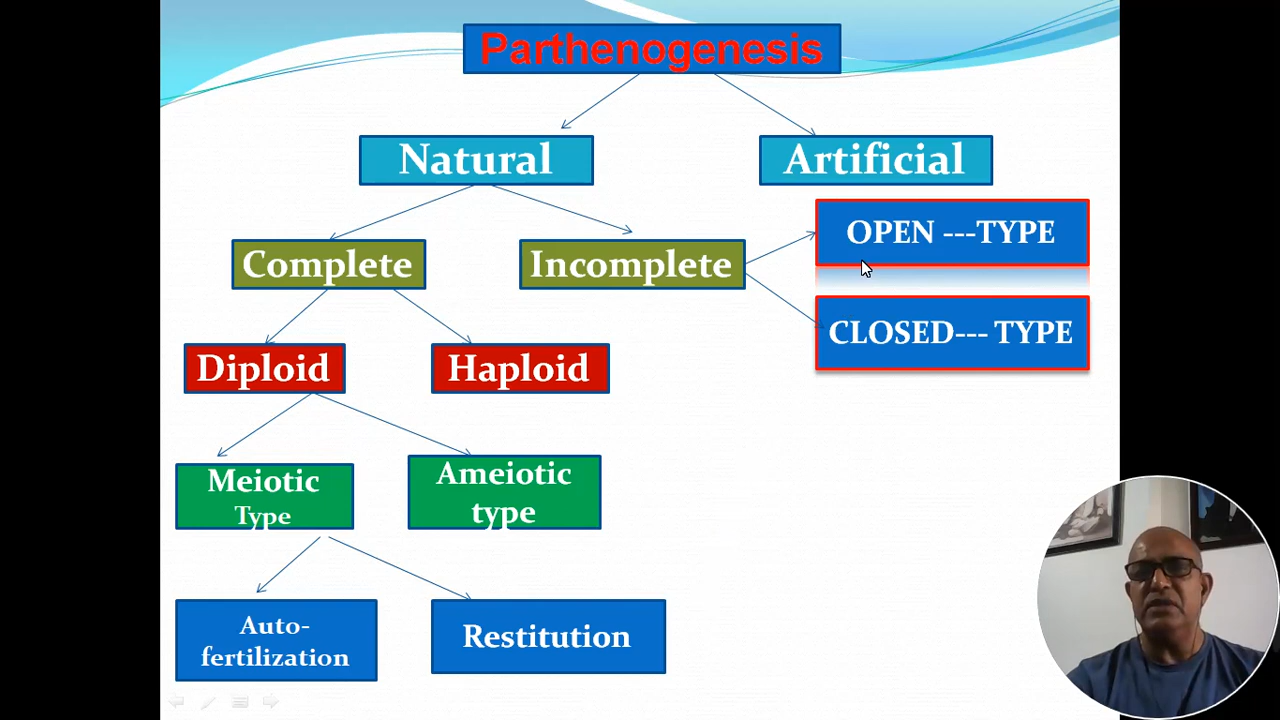 Parthenogenesis
Natural
Artificial
OPEN ---TYPE
Complete
Incomplete
CLOSED--- TYPE
Diploid
Haploid
Meiotic
Type
Ameiotic
type
Auto-
fertilization
Restitution